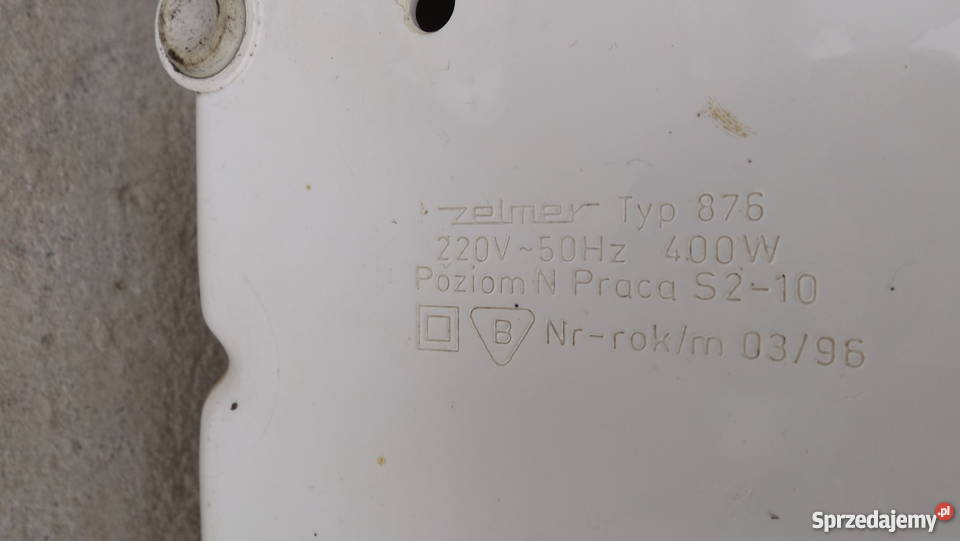 zelmer Typ 876
220V~50Hz 400W
Poziom N Praca S2-10
B Nr-rok/m 03/96
Sprzedajemy.pl